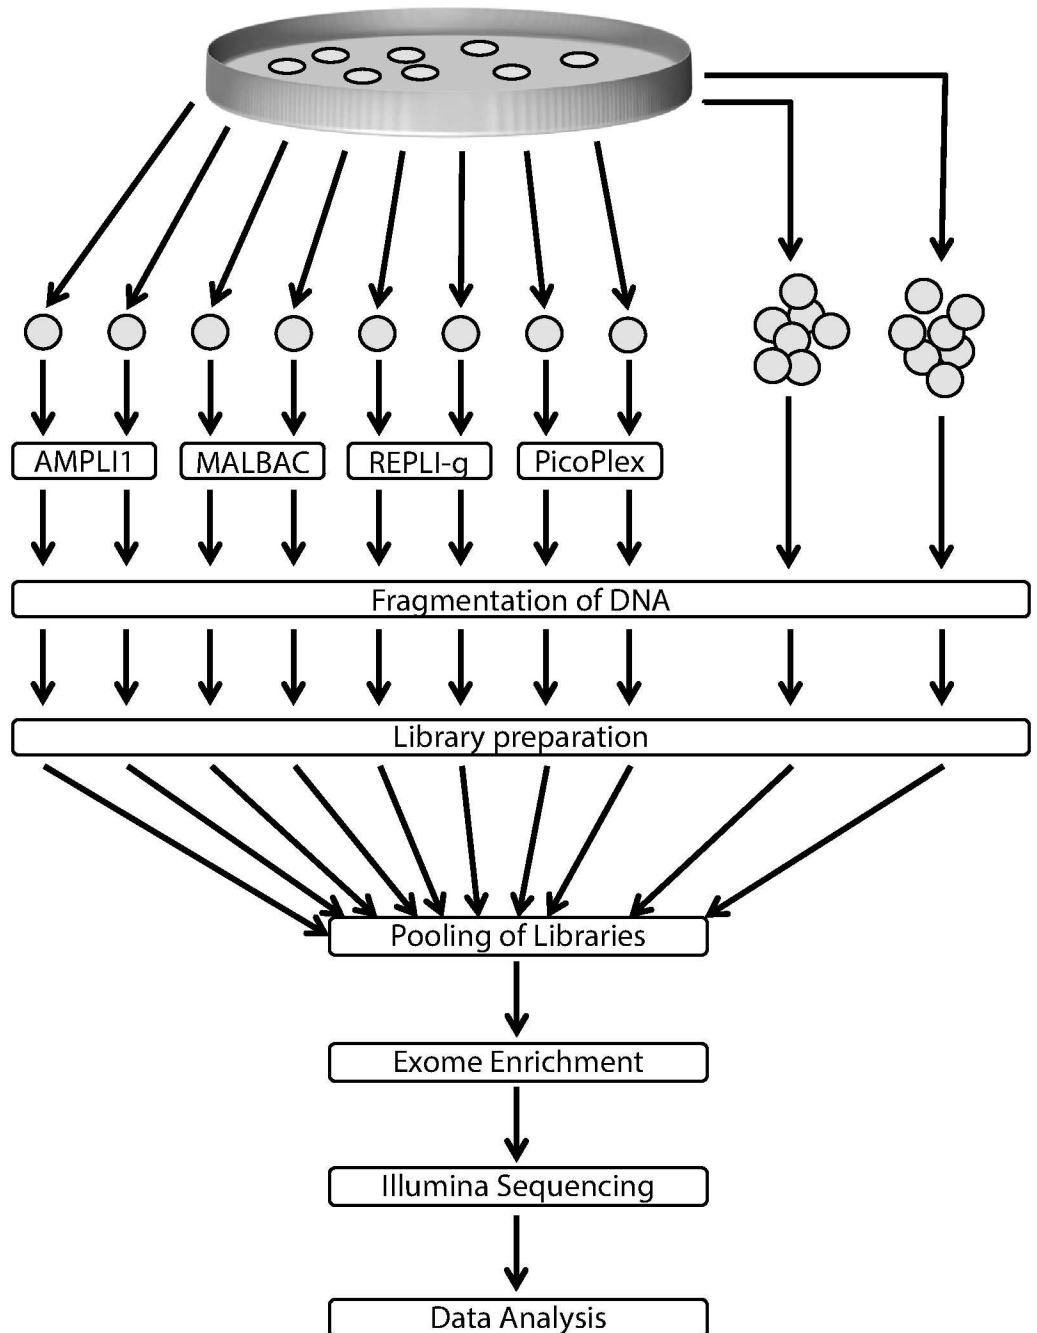 AMPLI1
MALBAC
REPLI-g
PicoPlex
Fragmentation of DNA
Library preparation
Pooling of Libraries
Exome Enrichment
Illumina Sequencing
Data Analysis